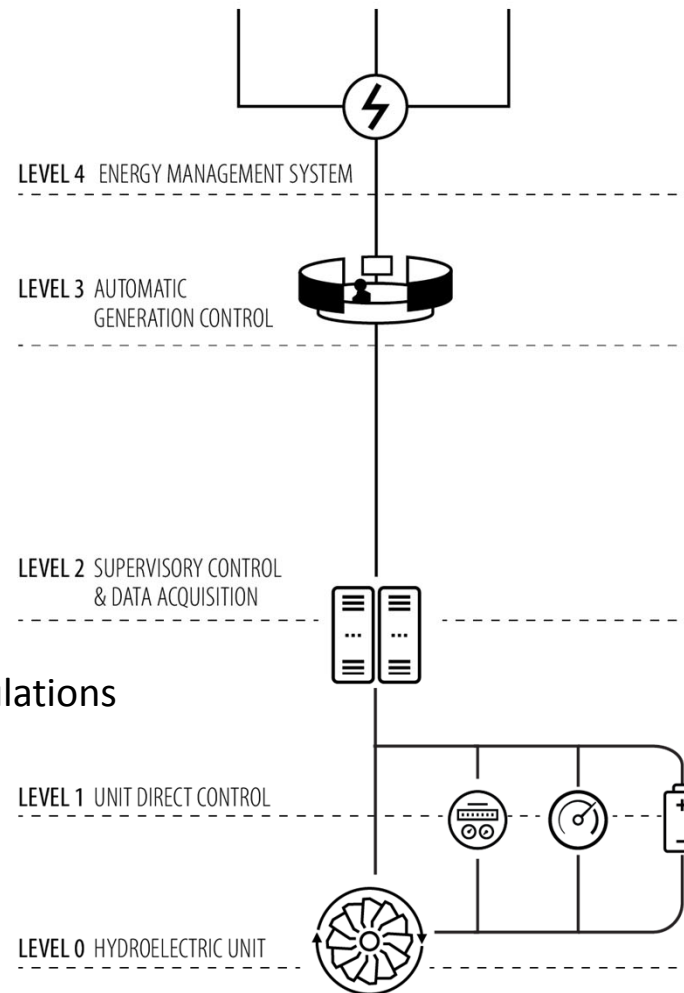 LEVEL 4 ENERGY MANAGEMENT SYSTEM
LEVEL 3 AUTOMATIC
GENERATION CONTROL
LEVEL 2 SUPERVISORY CONTROL
& DATA ACQUISITION
LEVEL 1 UNIT DIRECT CONTROL
LEVEL 0 HYDROELECTRIC UNIT